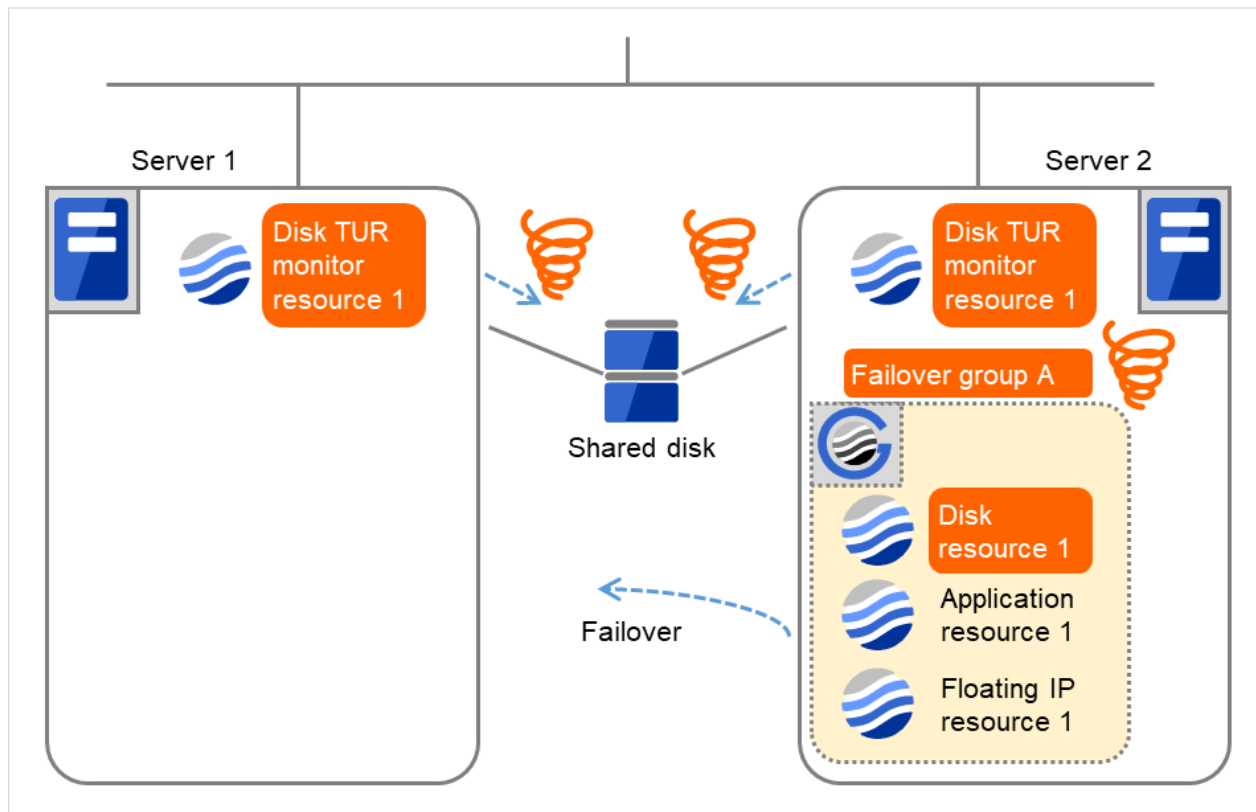 Server 1
Server 2
Disk TUR
monitor
resource 1
Disk TUR
monitor
resource 1
Failover group A
Shared disk
Disk
resource 1
Application
resource 1
Failover
Floating IP
resource 1